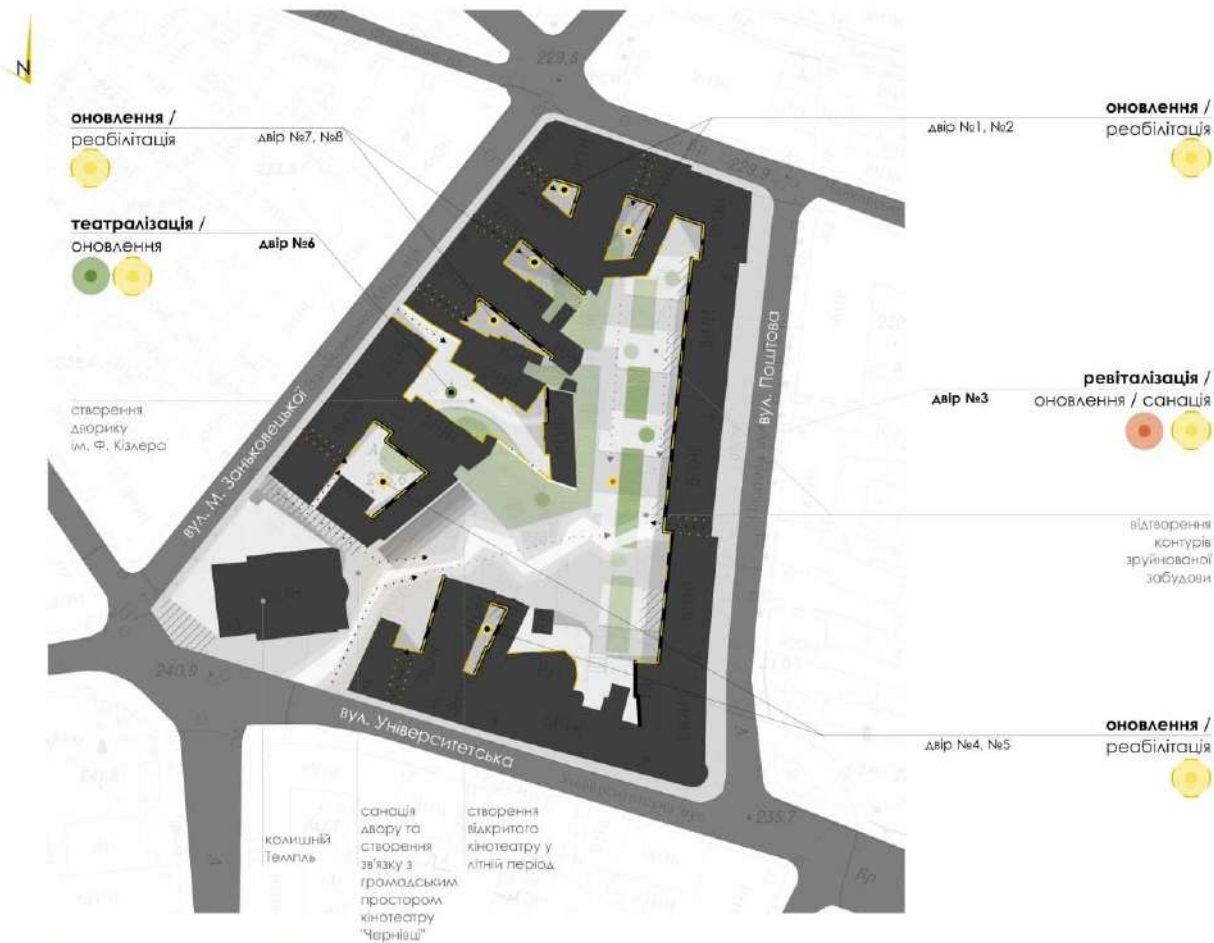 N
229.6
оновлення /
реабілітація
двір №7, №8
театралізація /
оновлення
двір №6
створення
дворику
ім. Ф. Кізлера
вул. М. Заньковецької
240.9
вул. Університетська
колишній
Темпль
санація
двору та
створення
зв'язку з
громадським
простором
кінотеатру
"Чернівці"
створення
відкритого
кінотеатру у
літній період
229.9
двір №1, №2
оновлення /
реабілітація
вул. Поштова
двір №3
ревіталізація /
оновлення / санація
відтворення
контурів
зруйнованої
забудови
двір №4, №5
оновлення /
реабілітація
235.7
Бр